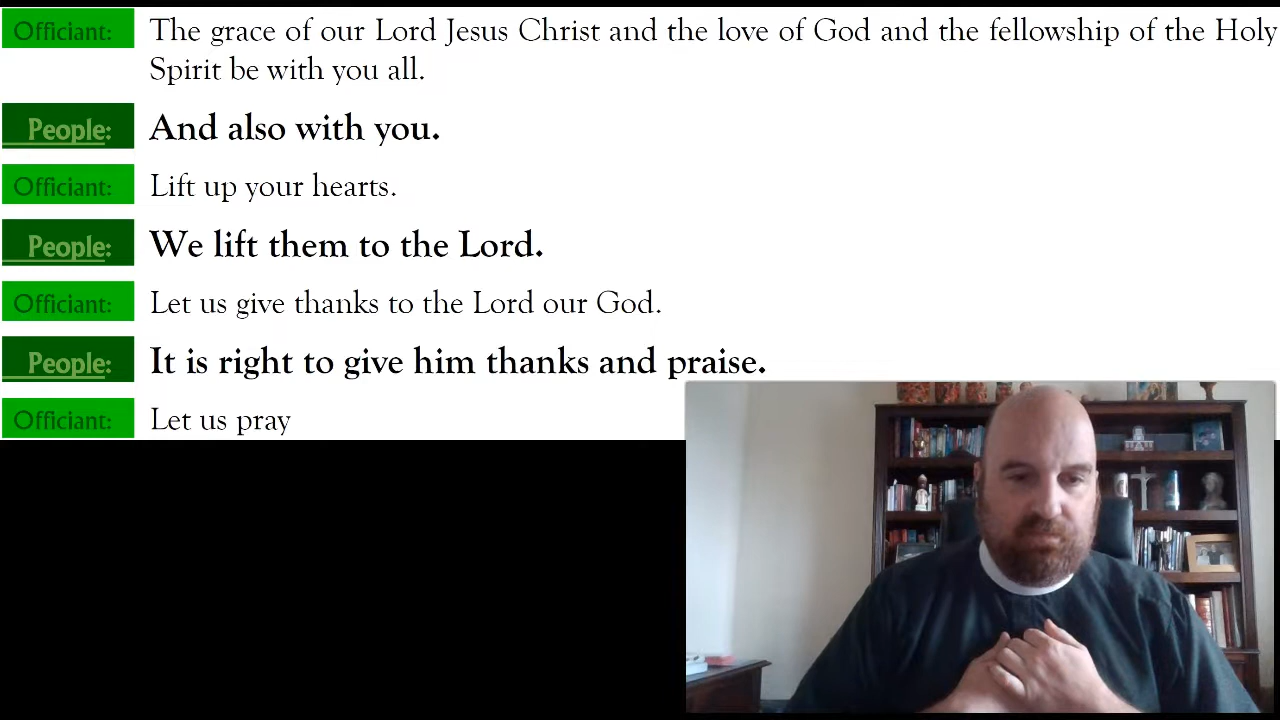 Officiant: The grace of our Lord Jesus Christ and the love of God and the fellowship of the Holy
Spirit be with you all.
People: And also with you.
Officiant: Lift up your hearts.
People: We lift them to the Lord.
Officiant: Let us give thanks to the Lord our God.
People: It is right to give him thanks and praise.
Officiant: Let us pray